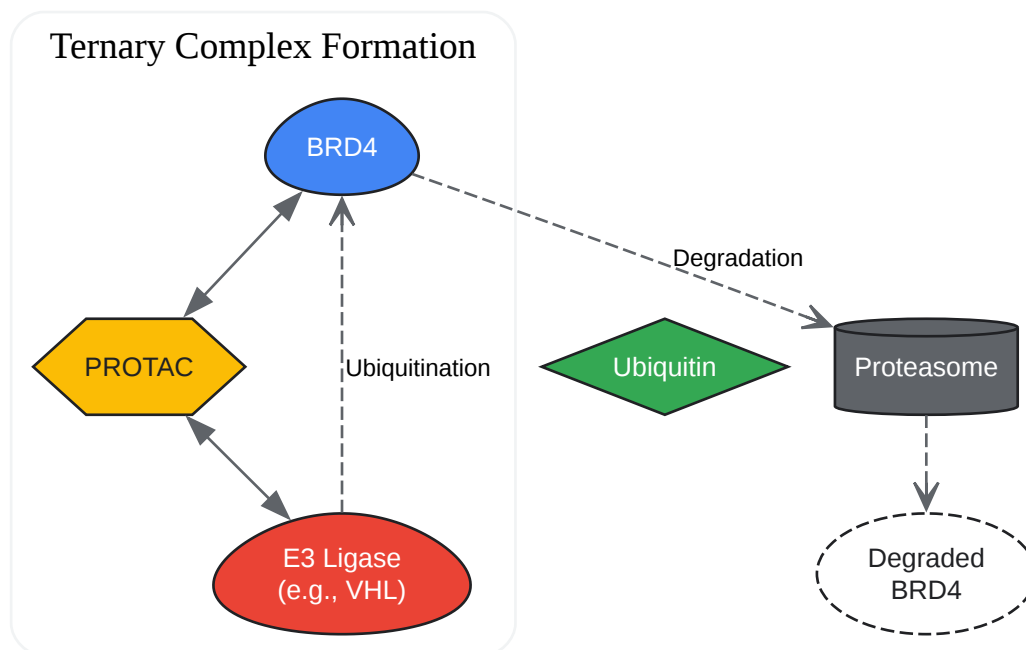 Ternary Complex Formation
BRD4
Degradation
PROTAC
Ubiquitination
Ubiquitin
Proteasome
E3 Ligase
(e.g., VHL)
Degraded
BRD4